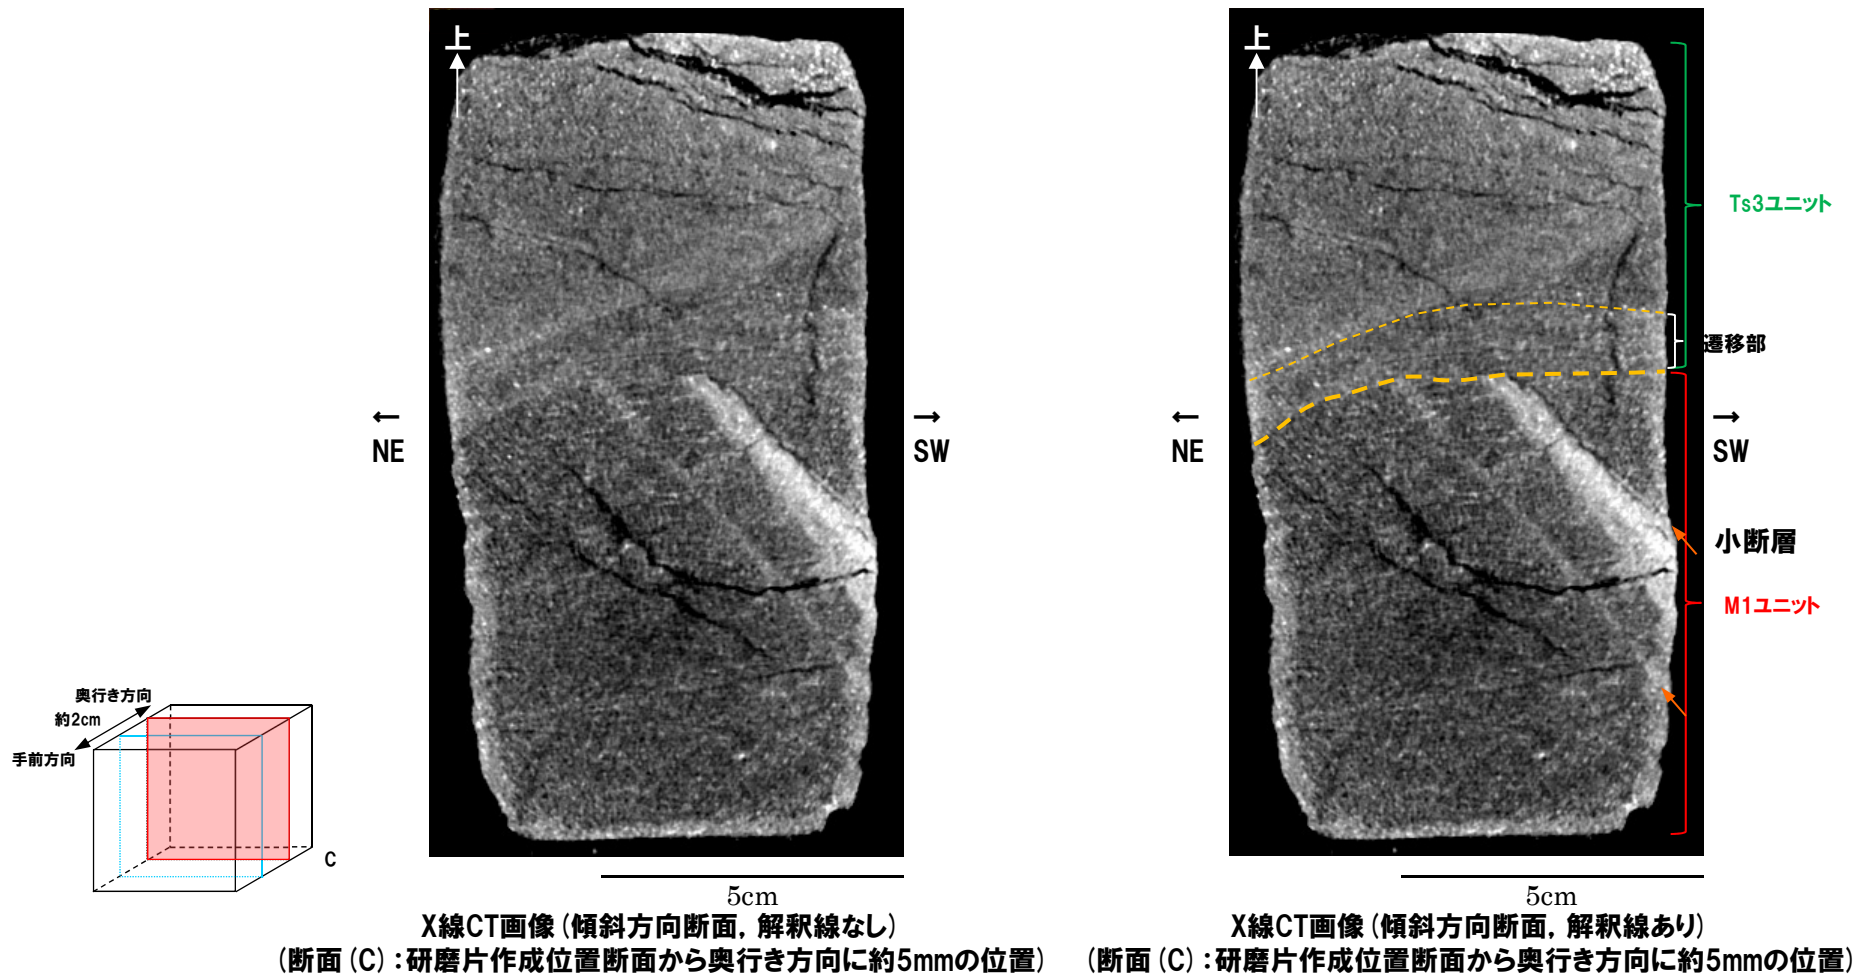 上
← NE
→ SW
奥行き方向
約2cm
手前方向
C
5cm
X線CT画像(傾斜方向断面，解釈線なし)
(断面(C)：研磨片作成位置断面から奥行き方向に約5mmの位置)
上
← NE
→ SW
Ts3ユニット
遷移部
小断層
M1ユニット
5cm
X線CT画像(傾斜方向断面，解釈線あり)
(断面(C)：研磨片作成位置断面から奥行き方向に約5mmの位置)